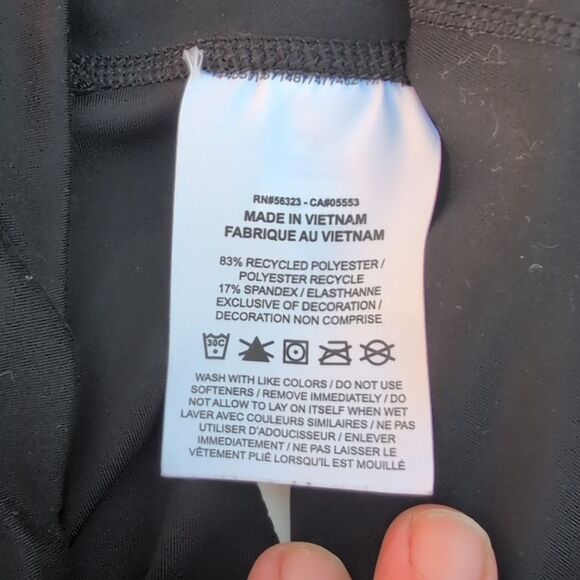 RN#56323 - CA#05553
MADE IN VIETNAM
FABRIQUE AU VIETNAM
83% RECYCLED POLYESTER /
POLYESTER RECYCLE
17% SPANDEX / ELASTHANNE
EXCLUSIVE OF DECORATION /
DECORATION NON COMPRISE
30C
WASH WITH LIKE COLORS / DO NOT USE
SOFTENERS / REMOVE IMMEDIATELY / DO
NOT ALLOW TO LAY ON ITSELF WHEN WET
LAVER AVEC COULEURS SIMILAIRES / NE PAS
UTILISER D'ADOUCISSEUR / ENLEVER
IMMEDIATEMENT / NE PAS LAISSER LE
VÊTEMENT PLIÉ LORSQU'IL EST MOUILLÉ